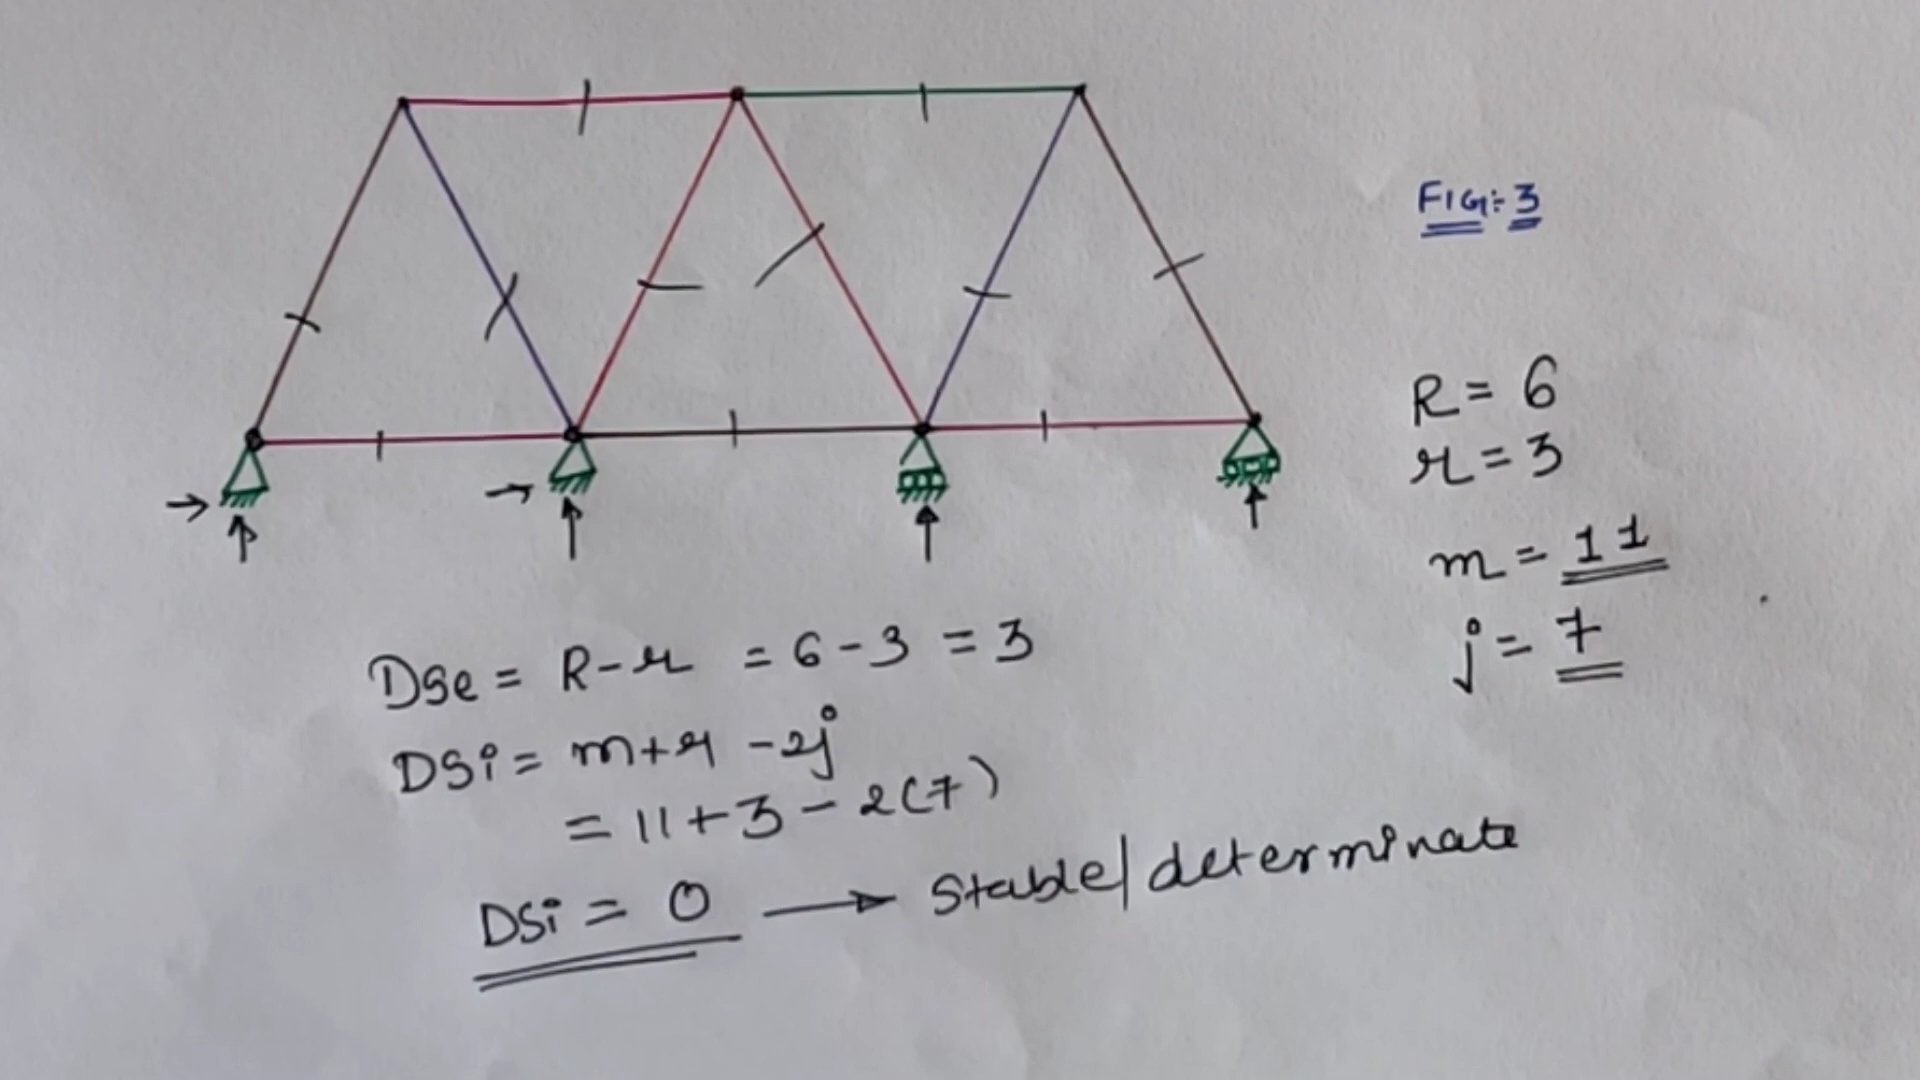 FIG:- 3
R = 6
r = 3
m = 11
j = 7
DSe = R-r = 6-3 = 3
DSi = m+r -2j
= 11+3-2(7)
DSi = 0 → Stable/determinate